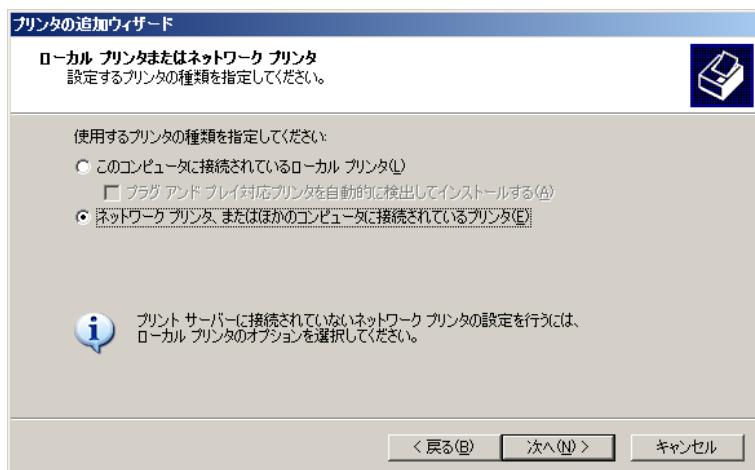 プリンタの追加ウィザード
ローカル プリンタまたはネットワーク プリンタ
設定するプリンタの種類を指定してください。
使用するプリンタの種類を指定してください:
このコンピュータに接続されているローカル プリンタ(L)
プラグ アンド プレイ対応プリンタを自動的に検出してインストールする(A)
ネットワーク プリンタ、またはほかのコンピュータに接続されているプリンタ(E)
プリント サーバーに接続されていないネットワーク プリンタの設定を行うには、
ローカル プリンタのオプションを選択してください。
< 戻る(B) 次へ(N) > キャンセル